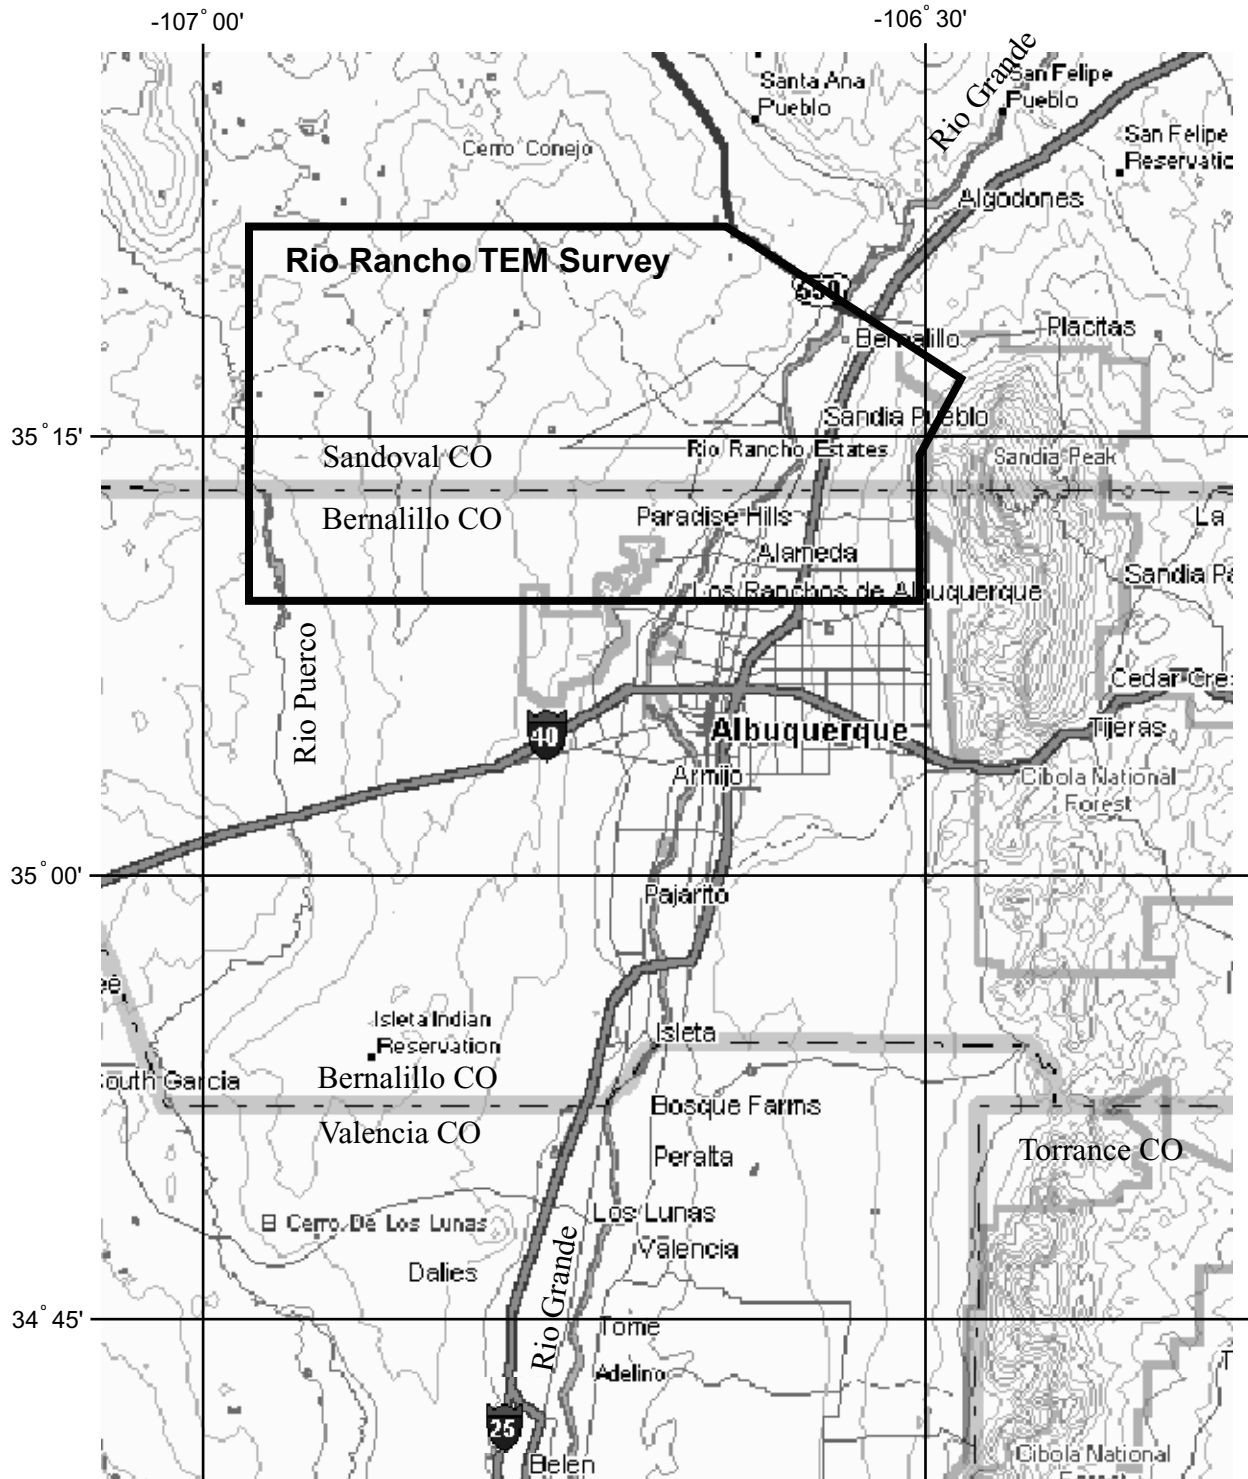 -107° 00'
-106° 30'
Santa Ana
Pueblo
Rio Grande
San Felipe
Pueblo
San Felipe
Cerro Conejo
Algodones
Rio Rancho TEM Survey
550
Placitas
Bernalillo
Sandia Pueblo
35° 15'
Rio Rancho Estates
Sandoval CO
Sandia Peak
Bernalillo CO
Paradise Hills
La
Alameda
Sandia
Los Ranchos de Albuquerque
Rio Puerco
Cedar
40
Albuquerque
Tijeras
Armijo
Cibola National
Forest
35° 00'
Pajarito
Isleta Indian
Reservation
Isleta
South Garcia
Bernalillo CO
Bosque Farms
Valencia CO
Torrance CO
Peralta
El Cerro De Los Lunas
Los Lunas
Valencia
Dalies
Rio Grande
34° 45'
Tome
Adelino
25
Cibola National
Belen